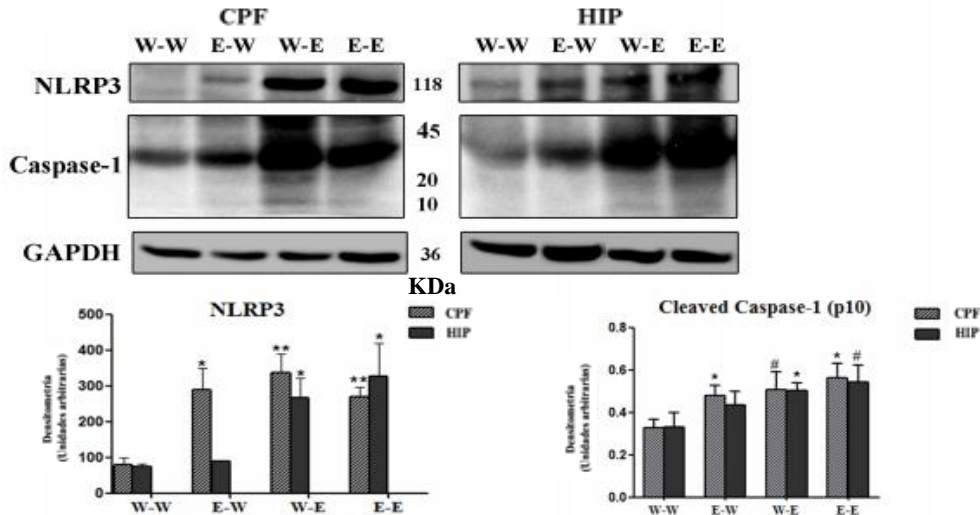 CPF HIP
W-W E-W W-E E-E W-W E-W W-E E-E
NLRP3 118
Caspase-1 45
20
10
GAPDH 36
KDa
NLRP3
CPF
HIP
Densitometría
(Unidades arbitrarias)
500
400
300
200
100
0
* ** * ** *
W-W E-W W-E E-E
Cleaved Caspase-1 (p10)
CPF
HIP
Densitometría
(Unidades arbitrarias)
0.8
0.6
0.4
0.2
0.0
* # * * #
W-W E-W W-E E-E